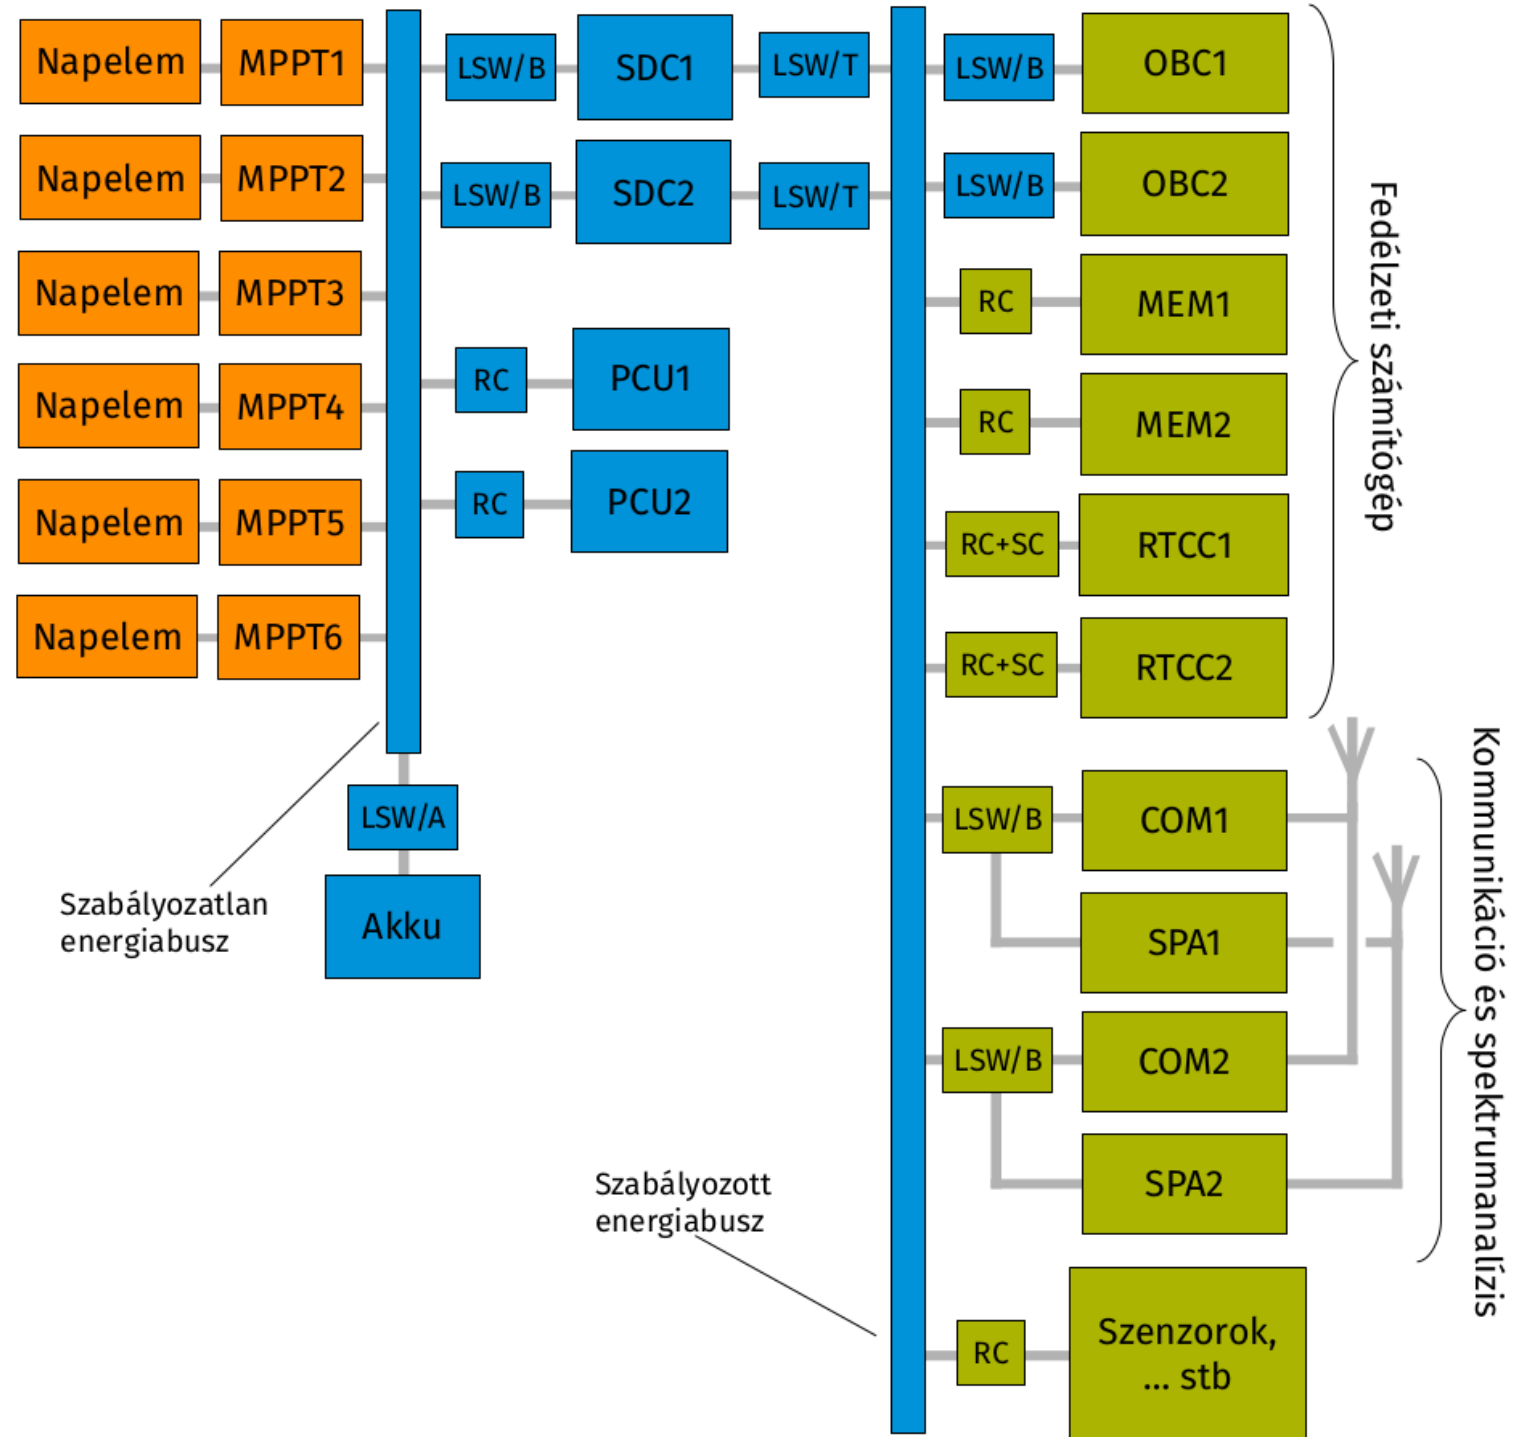 Napelem
MPPT1
LSW/B
SDC1
LSW/T
LSW/B
OBC1
Napelem
MPPT2
LSW/B
SDC2
LSW/T
LSW/B
OBC2
Napelem
MPPT3
RC
MEM1
Napelem
MPPT4
RC
PCU1
RC
MEM2
Napelem
MPPT5
RC
PCU2
RC+SC
RTCC1
Napelem
MPPT6
RC+SC
RTCC2
Fedélzeti számítógép
LSW/A
Akku
Szabályozatlan
energiabusz
LSW/B
COM1
SPA1
LSW/B
COM2
SPA2
Kommunikáció és spektrumanalízis
Szabályozott
energiabusz
RC
Szenzorok,
... stb